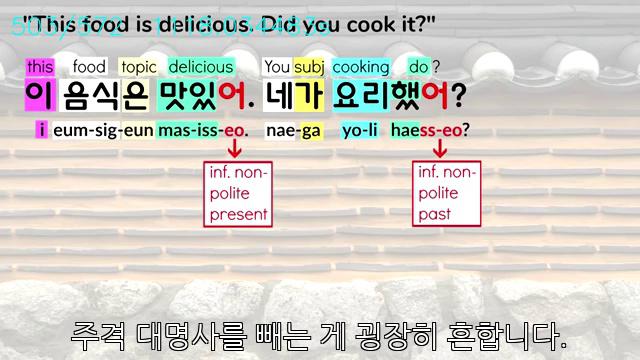 "This food is delicious. Did you cook it?"
this food topic delicious You subj cooking do ?
이 음식은 맛있어. 네가 요리했어?
i eum-sig-eun mas-iss-eo. nae-ga yo-li haess-eo?
inf. non-
polite
present
inf. non-
polite
past
주격 대명사를 빼는 게 굉장히 흔합니다.